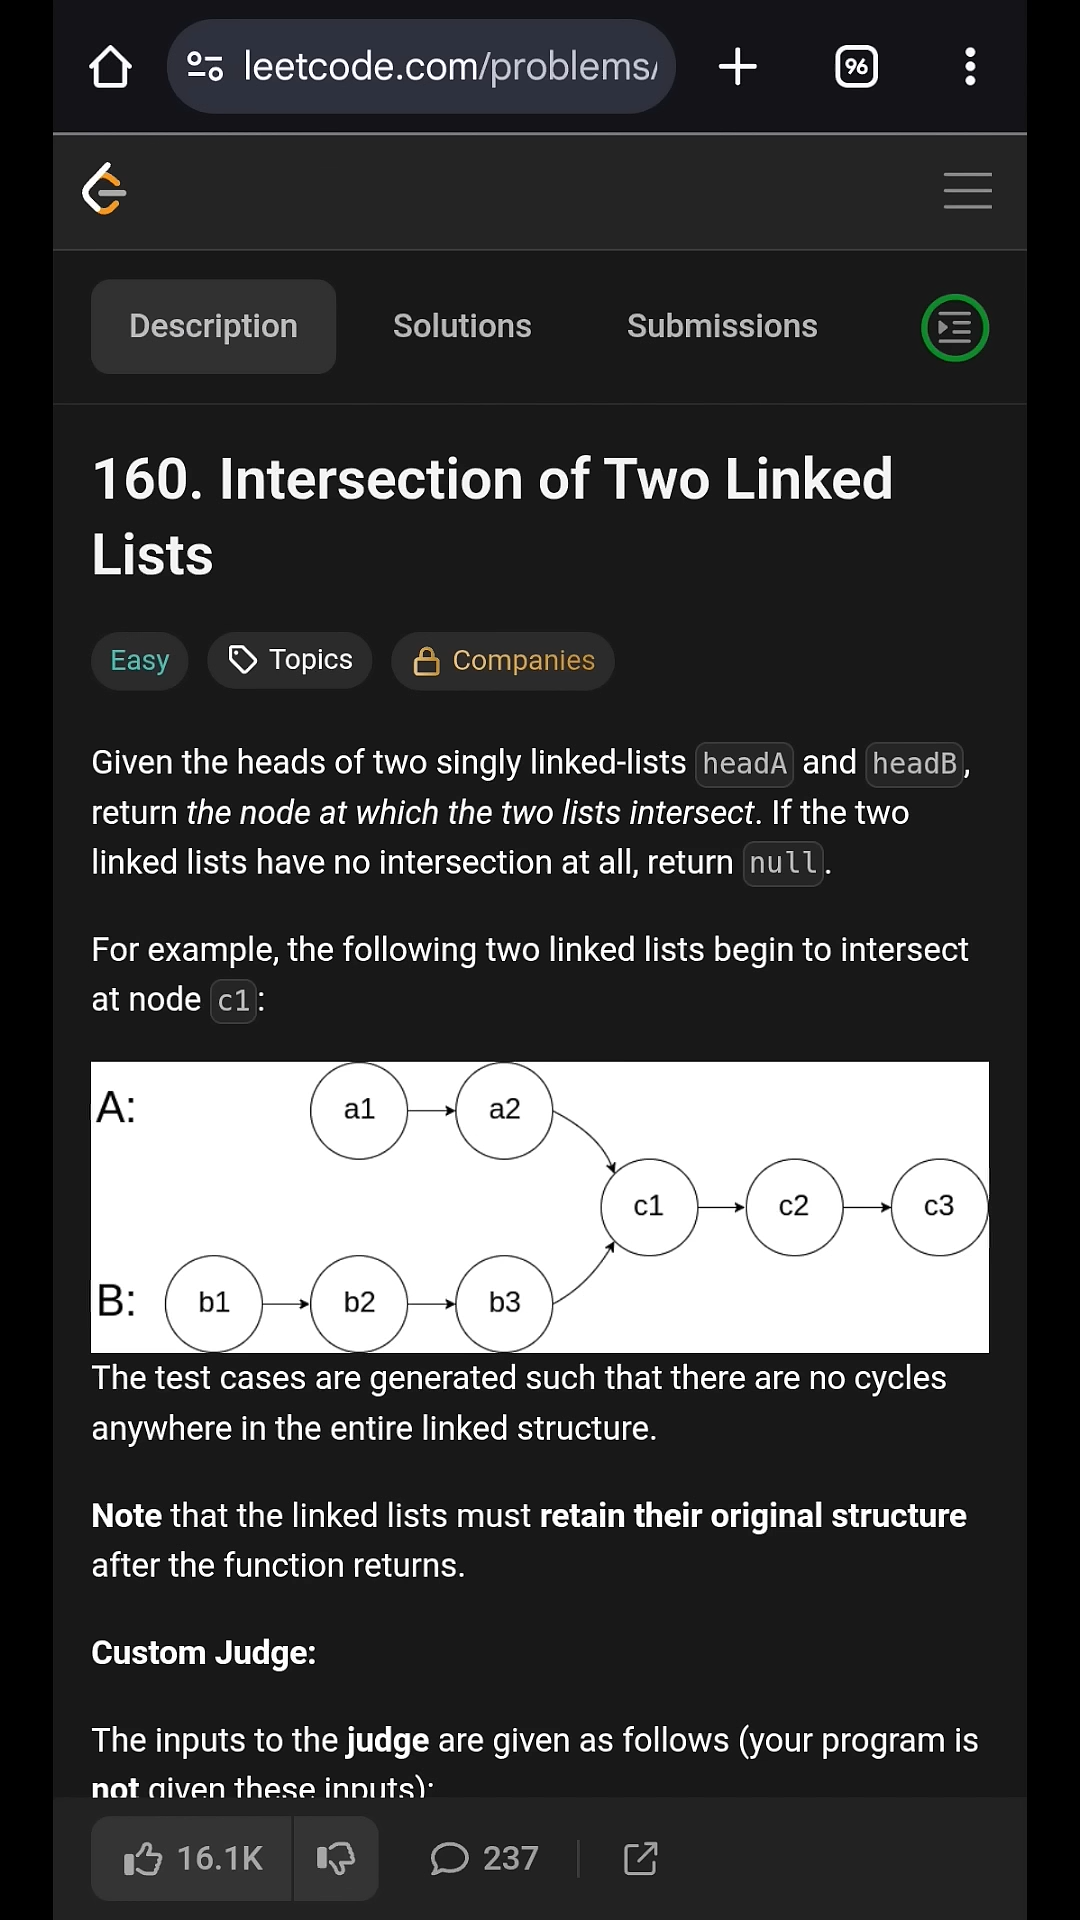 leetcode.com/problems/
96
Description
Solutions
Submissions
160. Intersection of Two Linked
Lists
Easy
Topics
Companies
Given the heads of two singly linked-lists headA and headB,
return the node at which the two lists intersect. If the two
linked lists have no intersection at all, return null.
For example, the following two linked lists begin to intersect
at node c1:
A:
a1
a2
c1
c2
c3
B:
b1
b2
b3
The test cases are generated such that there are no cycles
anywhere in the entire linked structure.
Note that the linked lists must retain their original structure
after the function returns.
Custom Judge:
The inputs to the judge are given as follows (your program is
not given these inputs):
16.1K
237